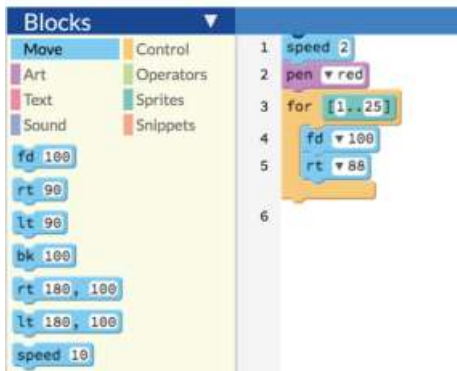 Blocks ▼
Move Control
Art Operators
Text Sprites
Sound Snippets
fd 100
rt 90
lt 90
bk 100
rt 180, 100
lt 180, 100
speed 10
1 speed 2
2 pen ▼ red
3 for [1..25]
4 fd ▼ 100
5 rt ▼ 88
6